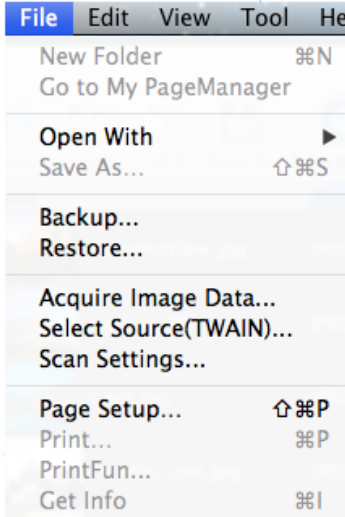 File Edit View Tool He
New Folder ⌘N
Go to My PageManager
Open With ▶
Save As... ⇧⌘S
Backup...
Restore...
Acquire Image Data...
Select Source(TWAIN)...
Scan Settings...
Page Setup... ⇧⌘P
Print... ⌘P
PrintFun...
Get Info ⌘I